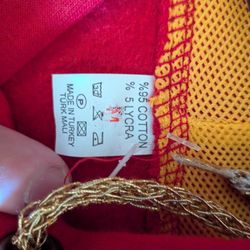 %95 COTTON
% 5 LYCRA
MADE IN TURKEY
TÜRK MALI